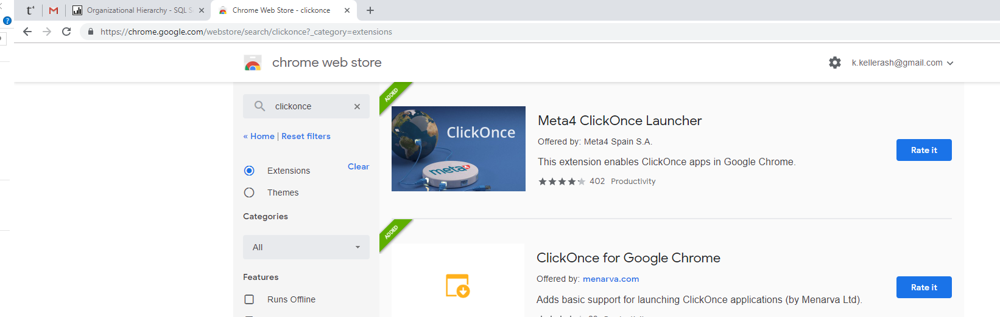 t⁴
Organizational Hierarchy - SQL S
Chrome Web Store - clickonce
?
https://chrome.google.com/webstore/search/clickonce?_category=extensions
chrome web store
k.kellerash@gmail.com
clickonce
« Home | Reset filters
Extensions
Clear
Themes
Categories
All
Features
Runs Offline
ADDED
ClickOnce
meta4
Meta4 ClickOnce Launcher
Offered by: Meta4 Spain S.A.
This extension enables ClickOnce apps in Google Chrome.
402 Productivity
Rate it
ADDED
ClickOnce for Google Chrome
Offered by: menarva.com
Adds basic support for launching ClickOnce applications (by Menarva Ltd).
Rate it